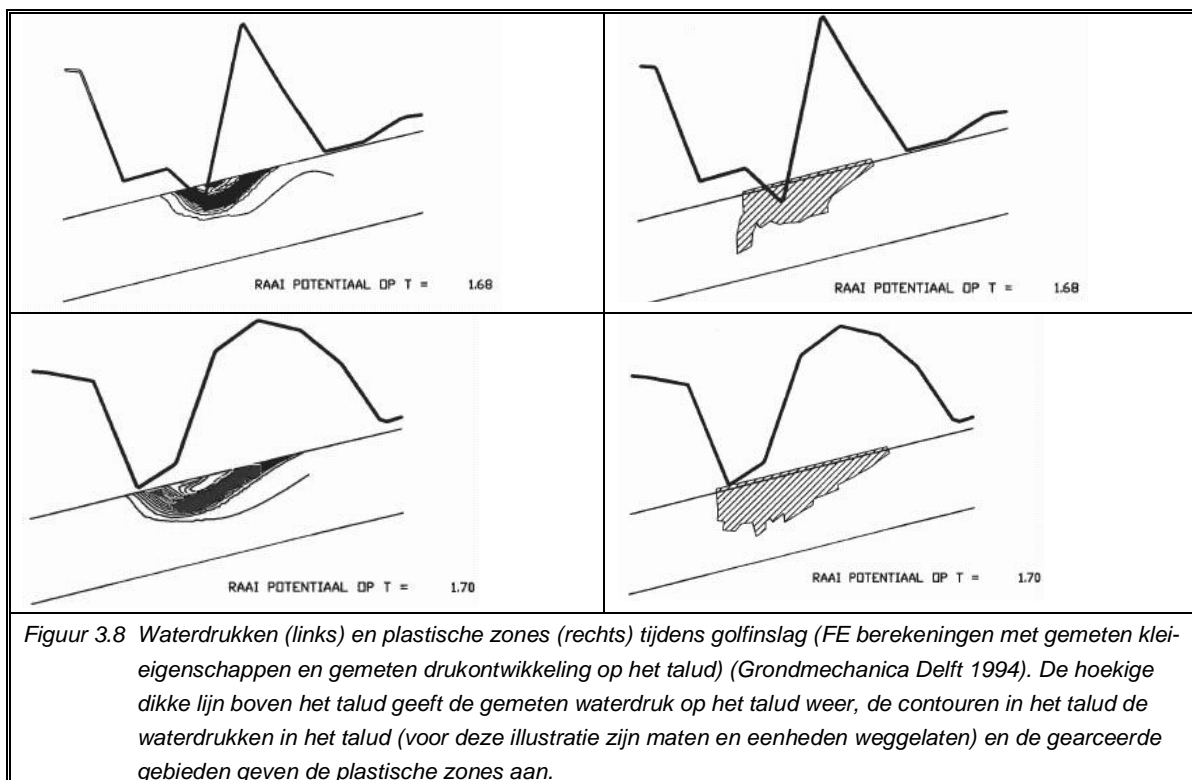 RAAI POTENTIAAL OP T = 1.68
RAAI POTENTIAAL OP T = 1.68
RAAI POTENTIAAL OP T = 1.70
RAAI POTENTIAAL OP T = 1.70
Figuur 3.8 Waterdrukken (links) en plastische zones (rechts) tijdens golfinslag (FE berekeningen met gemeten klei-
eigenschappen en gemeten drukontwikkeling op het talud) (Grondmechanica Delft 1994). De hoekige
dikke lijn boven het talud geeft de gemeten waterdruk op het talud weer, de contouren in het talud de
waterdrukken in het talud (voor deze illustratie zijn maten en eenheden weggelaten) en de gearceerde
gebieden geven de plastische zones aan.